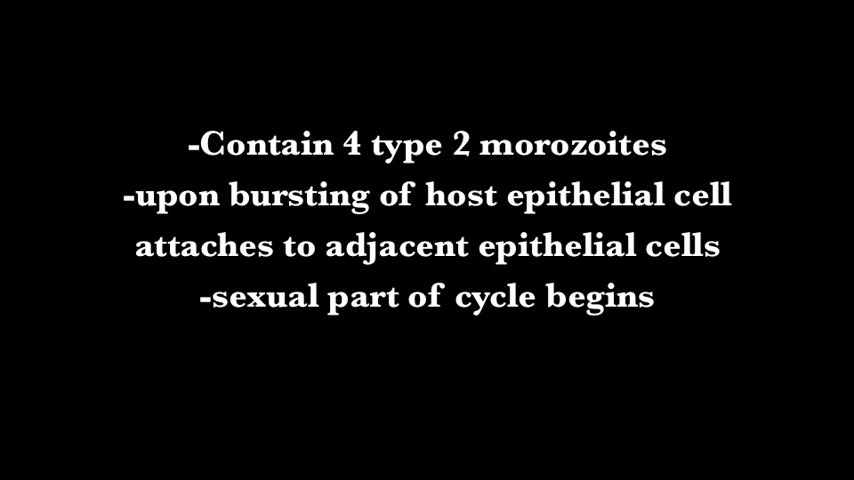 -Contain 4 type 2 morozoites
-upon bursting of host epithelial cell
attaches to adjacent epithelial cells
-sexual part of cycle begins